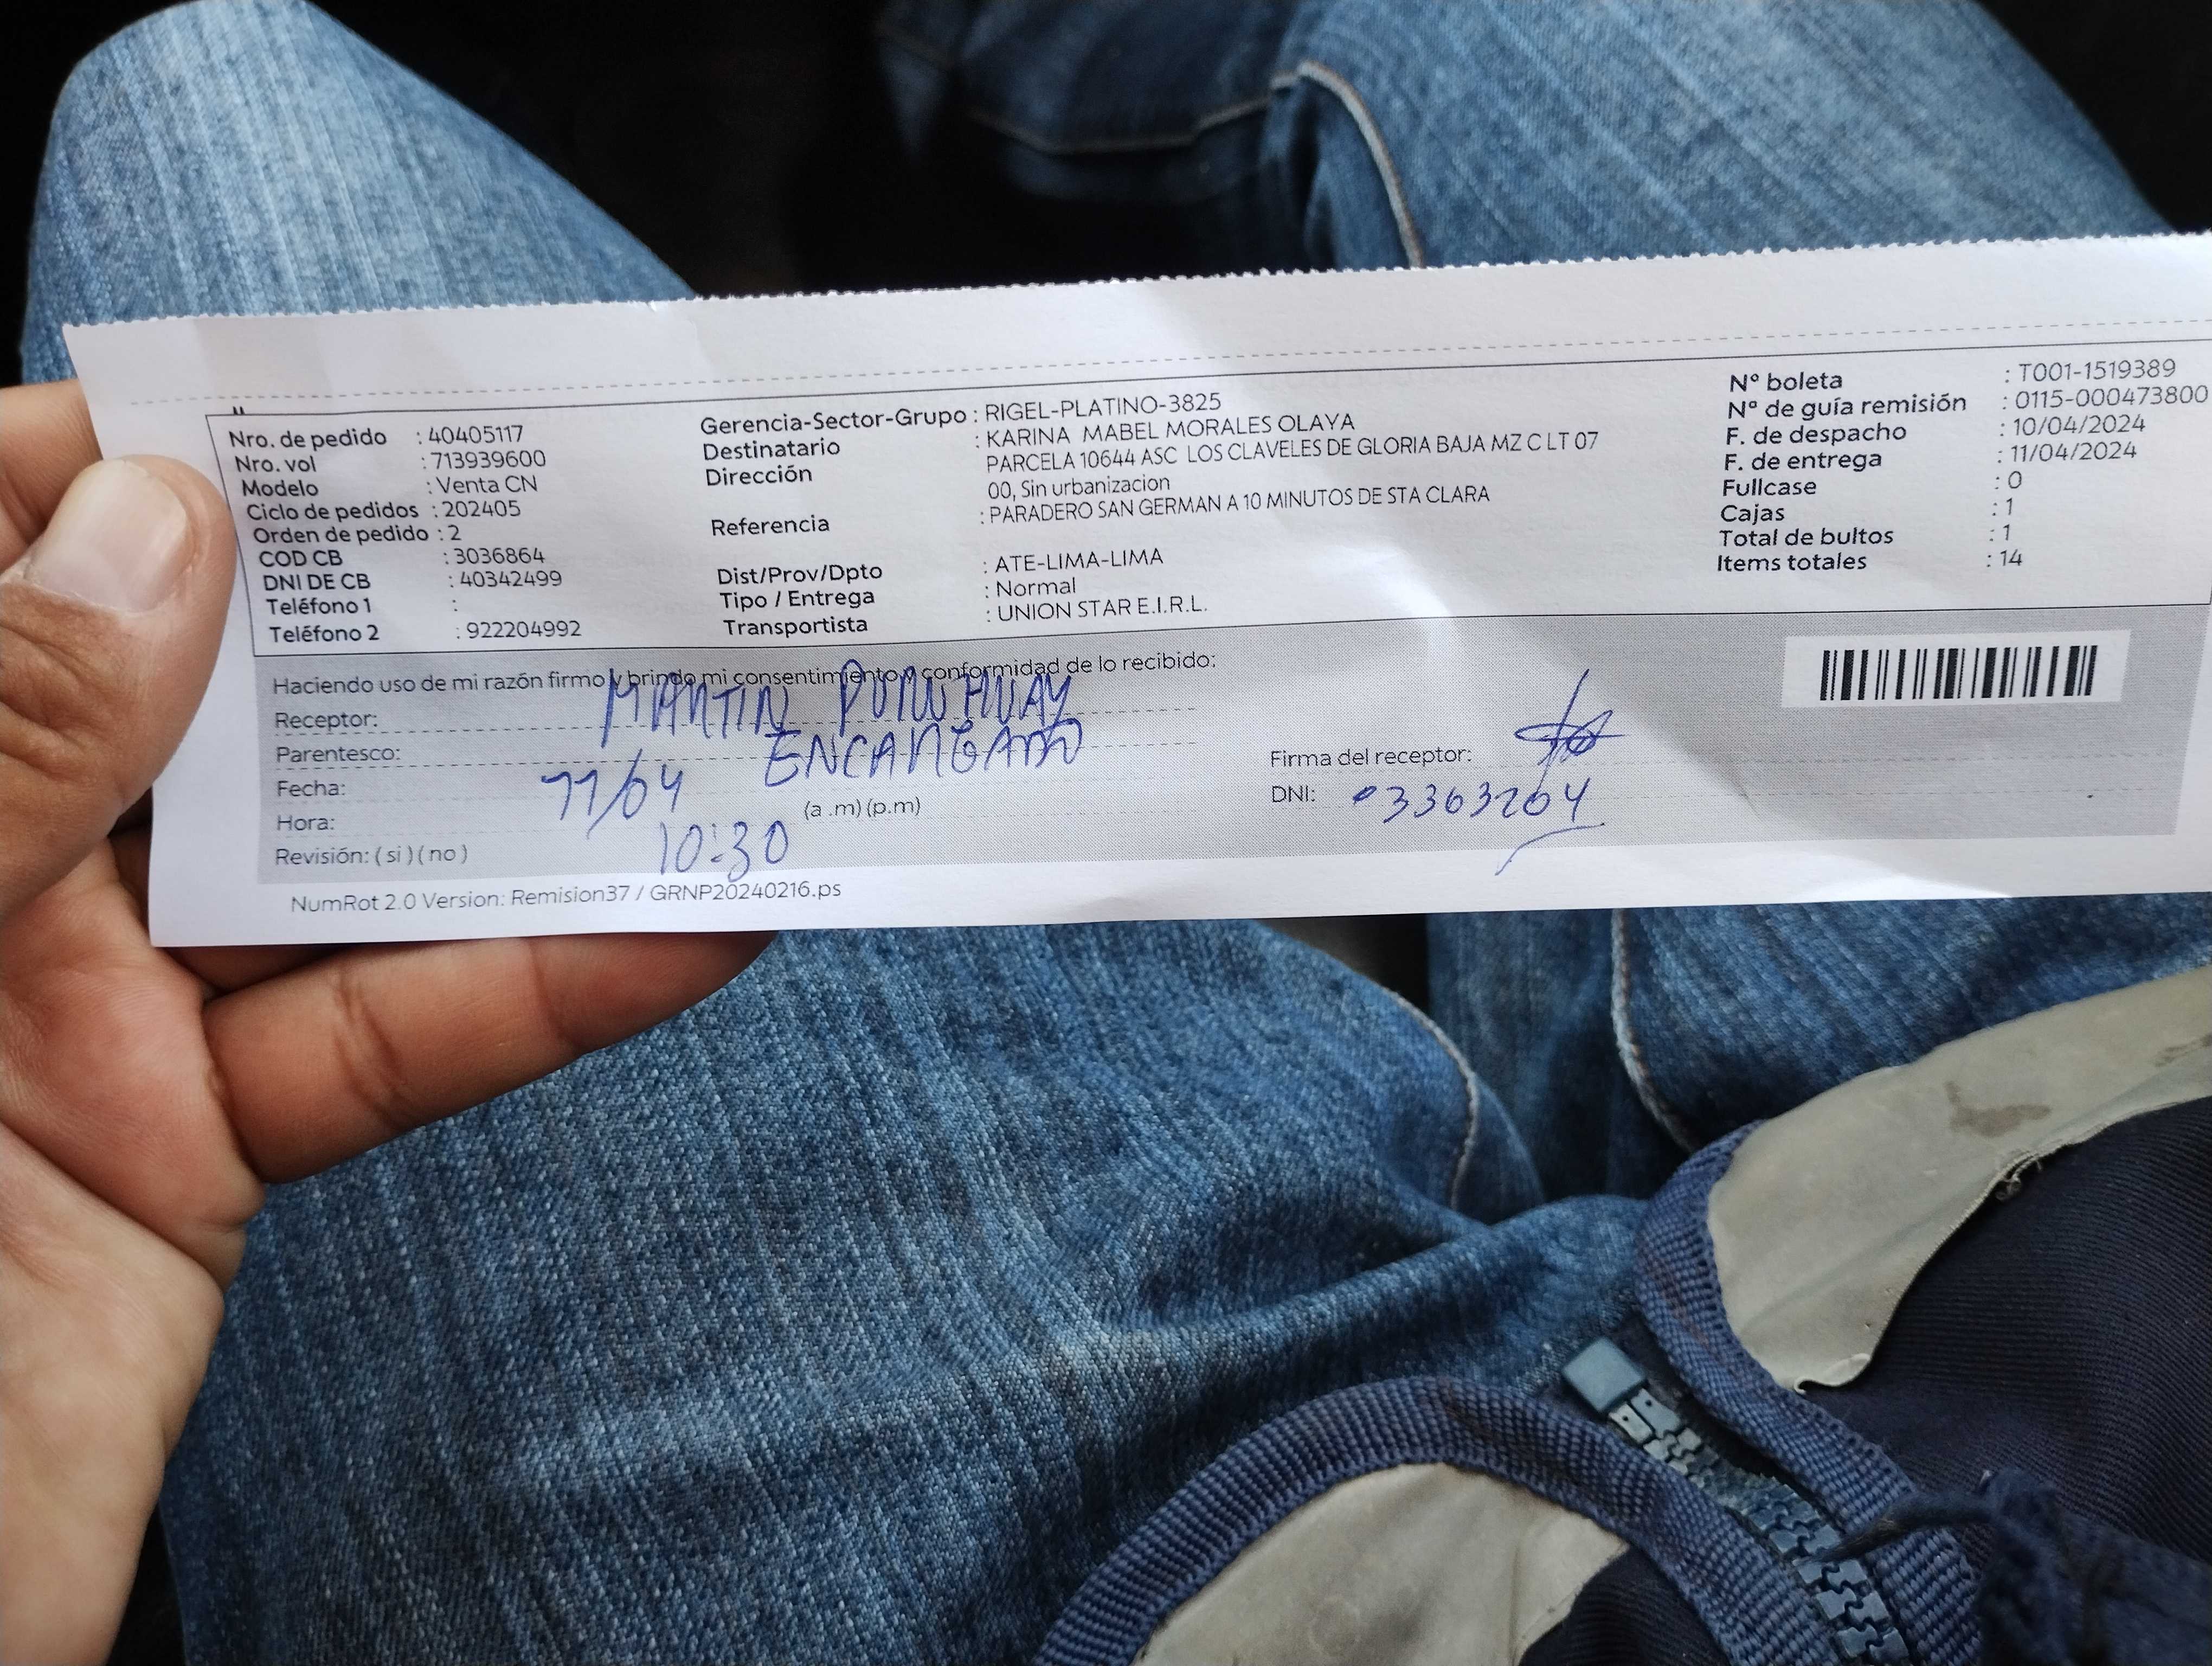 Nro. de pedido : 40405117
Nro. vol : 713939600
Modelo : Venta CN
Ciclo de pedidos : 202405
Orden de pedido : 2
COD CB : 3036864
DNI DE CB : 40342499
Teléfono 1 :
Teléfono 2 : 922204992
Gerencia-Sector-Grupo : RIGEL-PLATINO-3825
Destinatario : KARINA MABEL MORALES OLAYA
Dirección PARCELA 10644 ASC LOS CLAVELES DE GLORIA BAJA MZ C LT 07
00, Sin urbanizacion
Referencia : PARADERO SAN GERMAN A 10 MINUTOS DE STA CLARA
Dist/Prov/Dpto : ATE-LIMA-LIMA
Tipo / Entrega : Normal
Transportista : UNION STAR E.I.R.L.
N° boleta : T001-1519389
Nª de guía remisión : 0115-000473800
F. de despacho : 10/04/2024
F. de entrega : 11/04/2024
Fullcase : 0
Cajas : 1
Total de bultos : 1
Items totales : 14
Haciendo uso de mi razón firmo y brindo mi consentimiento y conformidad de lo recibido:
Receptor: MARTIN
Parentesco: ENCARGADO
Fecha: 11/04
Hora: 10:30 (a .m) (p.m)
Revisión: ( si ) ( no )
Firma del receptor:
DNI: 03363264
NumRot 2.0 Version: Remision37 / GRNP20240216.ps